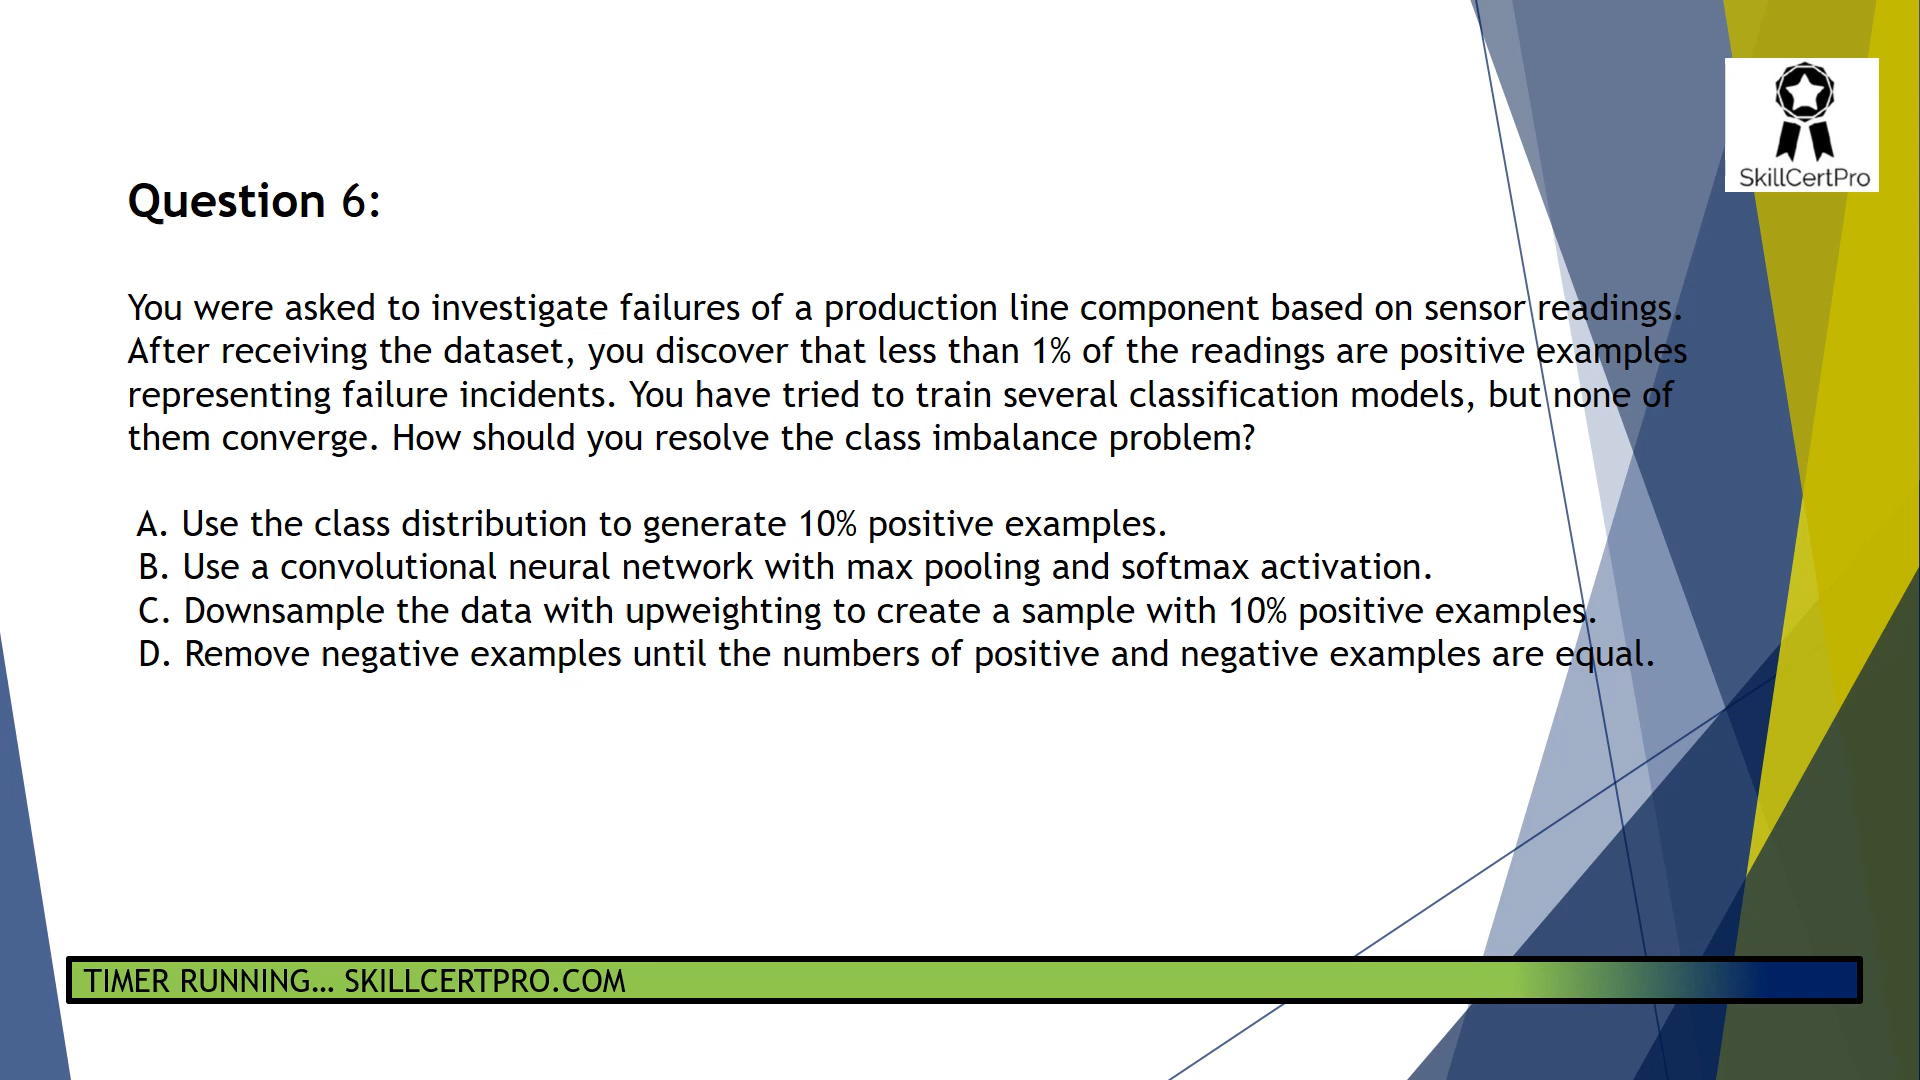 SkillCertPro
Question 6:
You were asked to investigate failures of a production line component based on sensor readings.
After receiving the dataset, you discover that less than 1% of the readings are positive examples
representing failure incidents. You have tried to train several classification models, but none of
them converge. How should you resolve the class imbalance problem?
A. Use the class distribution to generate 10% positive examples.
B. Use a convolutional neural network with max pooling and softmax activation.
C. Downsample the data with upweighting to create a sample with 10% positive examples.
D. Remove negative examples until the numbers of positive and negative examples are equal.
TIMER RUNNING... SKILLCERTPRO.COM